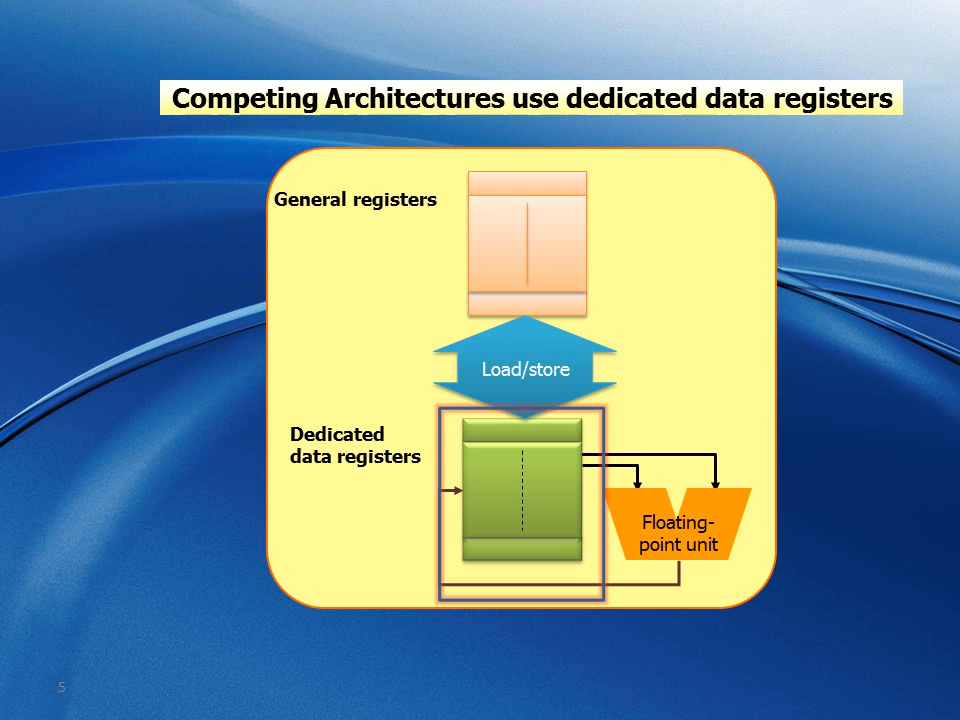 Competing Architectures use dedicated data registers
General registers
Load/store
Dedicated
data registers
Floating-
point unit
5